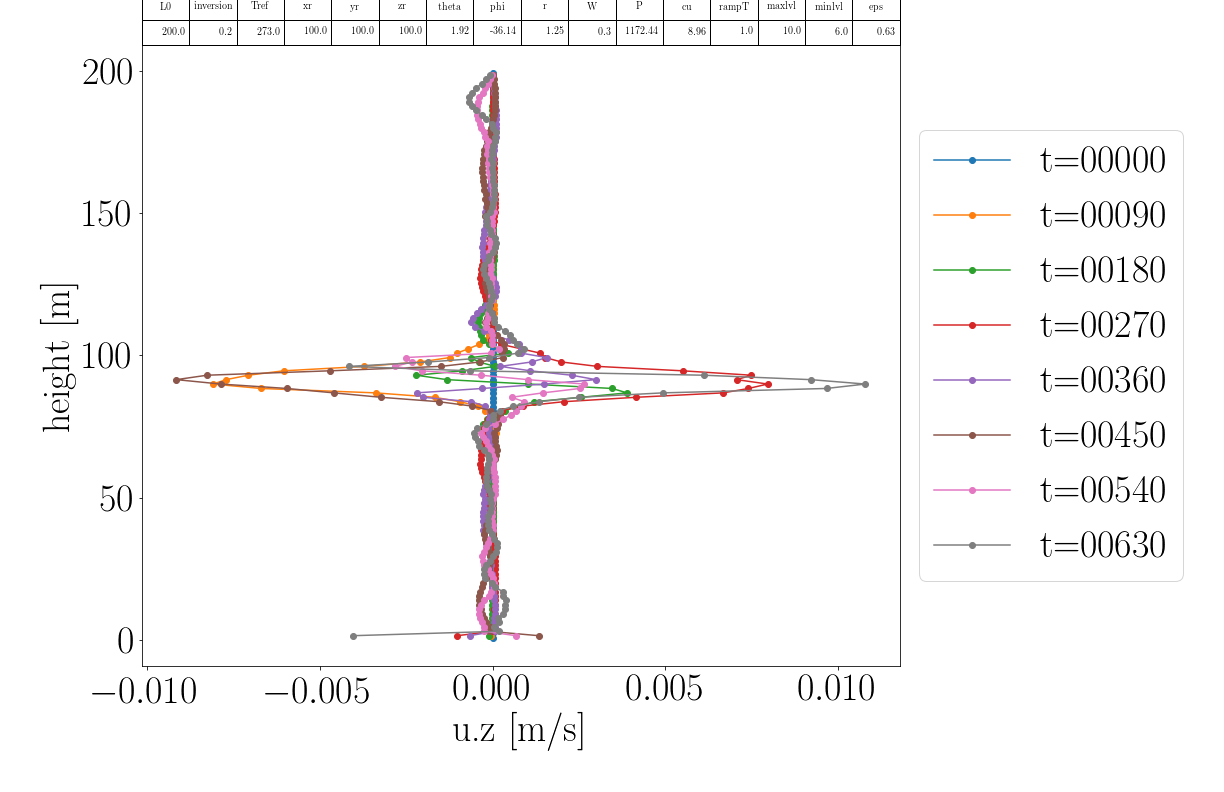 L0 inversion Tref xr yr zr theta phi r W P cu rampT maxlvl minlvl eps
200.0 0.2 273.0 100.0 100.0 100.0 1.92 -36.14 1.25 0.3 1172.44 8.96 1.0 10.0 6.0 0.63
200
150
100
50
0
height [m]
−0.010 −0.005 0.000 0.005 0.010
u.z [m/s]
t=00000
t=00090
t=00180
t=00270
t=00360
t=00450
t=00540
t=00630